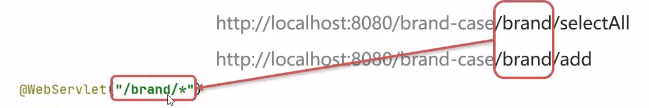 http://localhost:8080/brand-case/brand/selectAll
http://localhost:8080/brand-case/brand/add
@WebServlet("/brand/*")